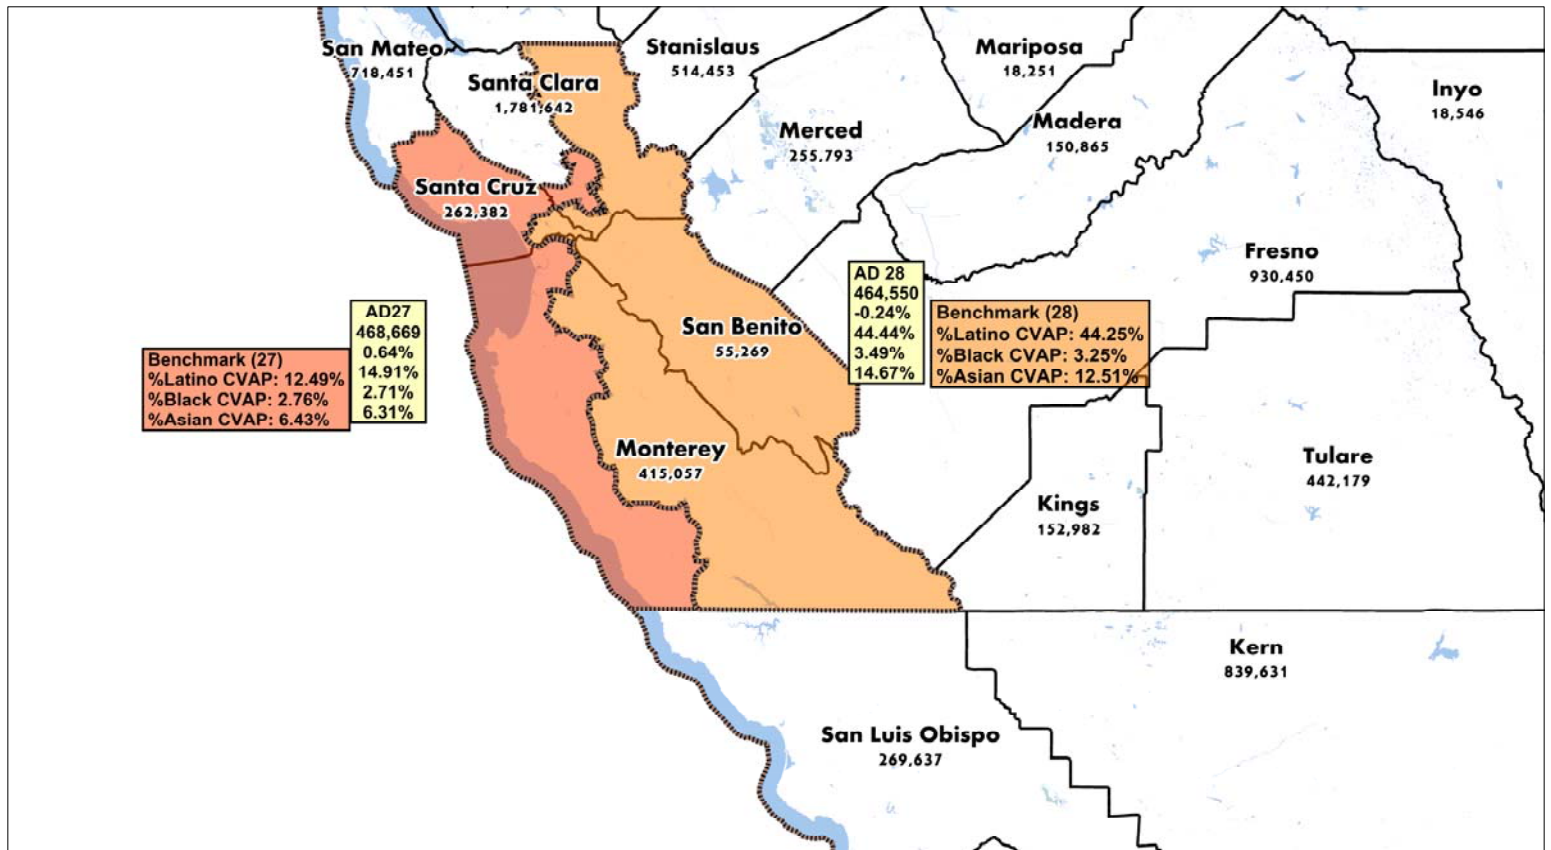 San Mateo
718,451
Santa Clara
1,781,642
Stanislaus
514,453
Mariposa
18,251
Inyo
18,546
Merced
255.793
Madera
150,865
Santa Cruz
262,382
Fresno
930,450
AD 28
464,550
-0.24%
44.44%
3.49%
14.67%
Benchmark (28)
%Latino CVAP: 44.25%
%Black CVAP: 3.25%
%Asian CVAP: 12.51%
San Benito
55,269
AD27
468,669
0.64%
14.91%
2.71%
6.31%
Benchmark (27)
%Latino CVAP: 12.49%
%Black CVAP: 2.76%
%Asian CVAP: 6.43%
Monterey
415,057
Tulare
442,179
Kings
152,982
Kern
839,631
San Luis Obispo
269,637